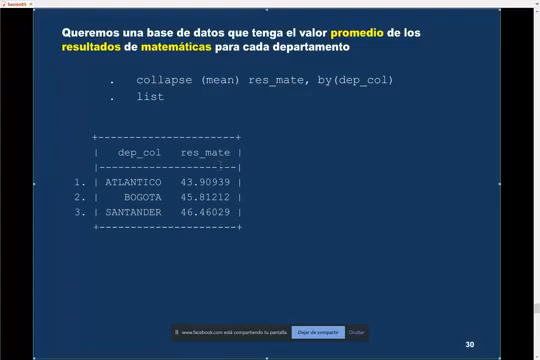 Sesión03
Queremos una base de datos que tenga el valor promedio de los
resultados de matemáticas para cada departamento
. collapse (mean) res_mate, by(dep_col)
. list
+-----------------------+
| dep_col res_mate |
|-----------------------|
1. | ATLANTICO 43.90939 |
2. | BOGOTA 45.81212 |
3. | SANTANDER 46.46029 |
+-----------------------+
www.facebook.com está compartiendo tu pantalla. Dejar de compartir Ocultar
30